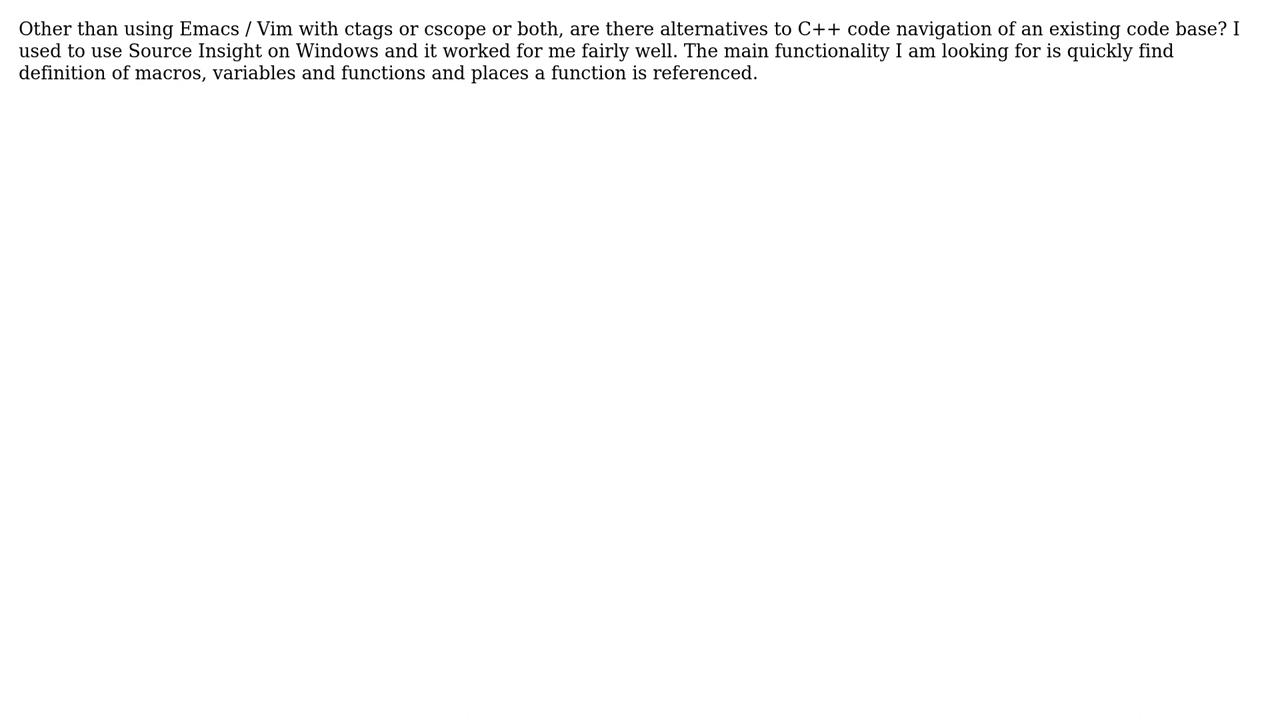 Other than using Emacs / Vim with ctags or cscope or both, are there alternatives to C++ code navigation of an existing code base? I
used to use Source Insight on Windows and it worked for me fairly well. The main functionality I am looking for is quickly find
definition of macros, variables and functions and places a function is referenced.